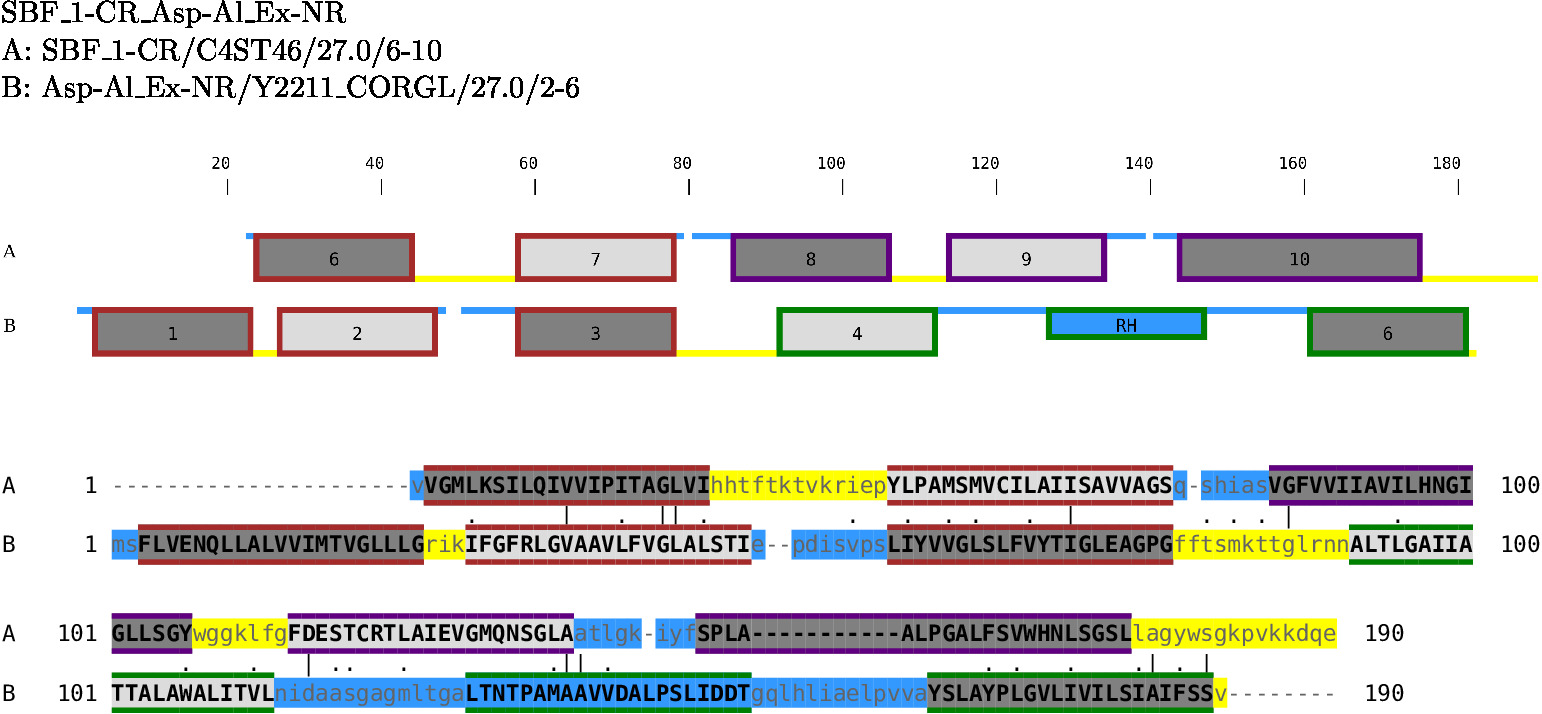 SBF_1-CR_Asp-Al_Ex-NR
A: SBF_1-CR/C4ST46/27.0/6-10
B: Asp-Al_Ex-NR/Y2211_CORGL/27.0/2-6
20 40 60 80 100 120 140 160 180
A 6 7 8 9 10
B 1 2 3 4 RH 6
A 1 ----------------------vVGMLKSILQIVVIPITAGLVIhhtftktvkriepYLPAMSMVCILAIISAVVAGSq-shiasVGFVVIIAVILHNGI 100
B 1 msFLVENQLLALVVIMTVGLLLGrikIFGFRLGVAAVLFVGLALSTIe--pdisvpsLIYVVGLSLFVYTIGLEAGPGfftsmkttglrnnALTLGAIIA 100
A 101 GLLSGYwggklfgFDESTCRTLAIEVGMQNSGLAatlgk-iyfSPLA-----------ALPGALFSVWHNLSGSLlagywsgkpvkkdqe 190
B 101 TTALAWALITVLnidaasgagmltgaLTNTPAMAAVVDALPSLIDDTgqlhliaelpvvaYSLAYPLGVLIVILSIAIFSSv-------- 190